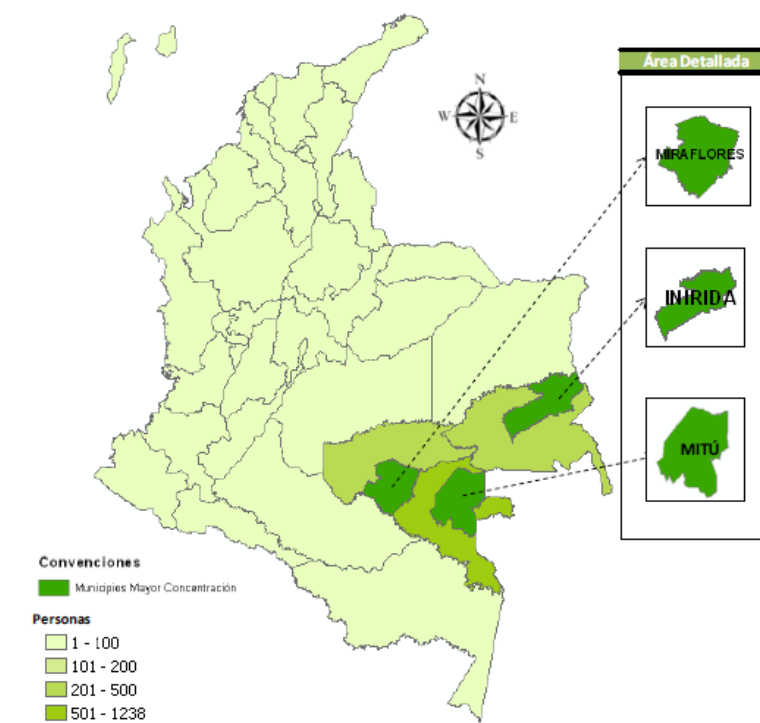 Área Detallada
N
W E
S
MIRAFLORES
INIRIDA
MITÚ
Convenciones
Municipios Mayor Concentración
Personas
1 - 100
101 - 200
201 - 500
501 - 1238